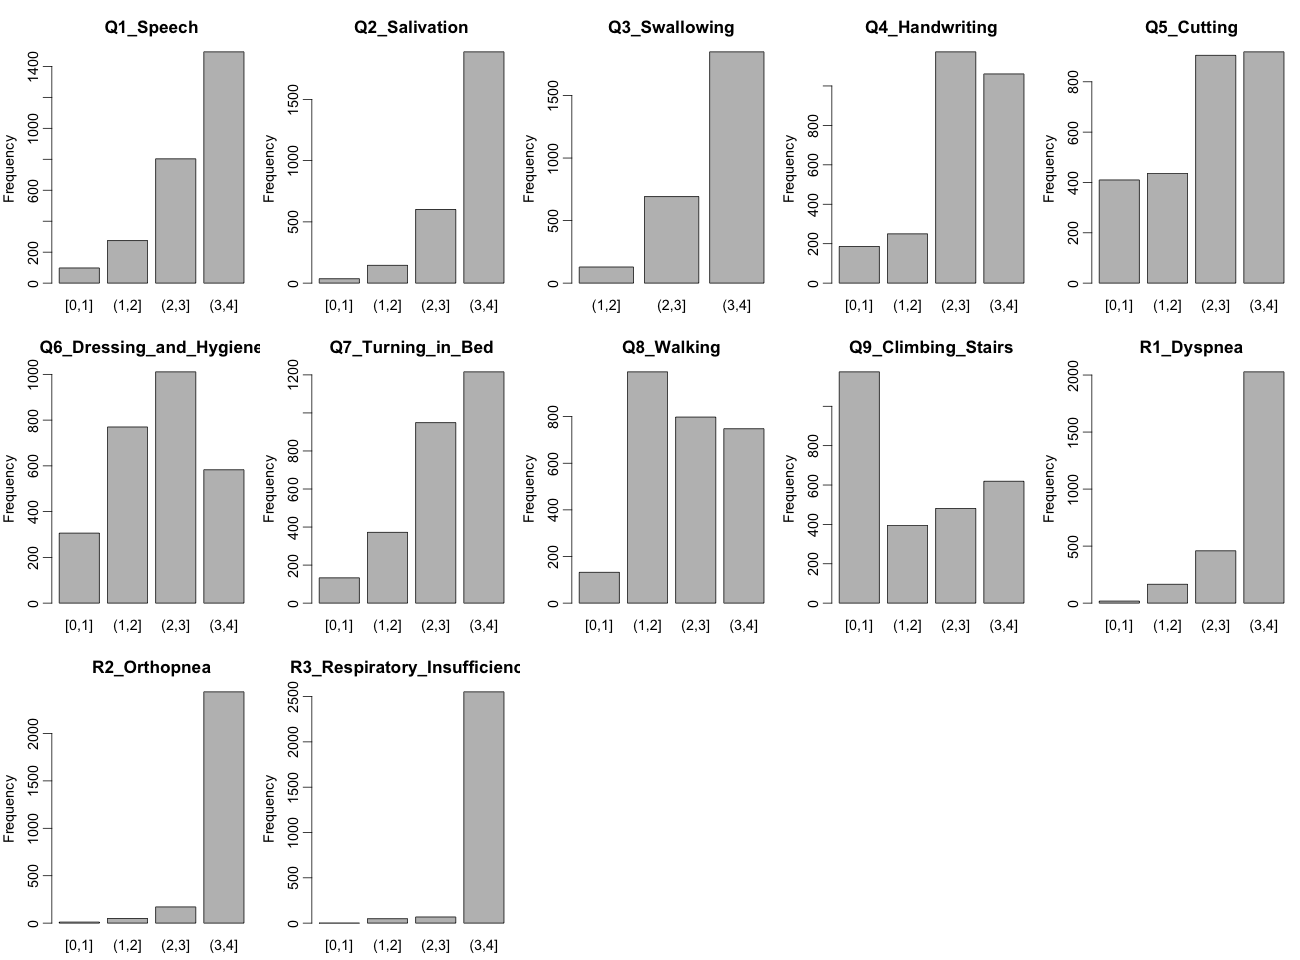 Q1_Speech
Frequency
0
200
600
1000
1400
[0,1] (1,2] (2,3] (3,4]
Q2_Salivation
Frequency
0
500
1000
1500
[0,1] (1,2] (2,3] (3,4]
Q3_Swallowing
Frequency
0
500
1000
1500
(1,2] (2,3] (3,4]
Q4_Handwriting
Frequency
0
200
400
600
800
[0,1] (1,2] (2,3] (3,4]
Q5_Cutting
Frequency
0
200
400
600
800
[0,1] (1,2] (2,3] (3,4]
Q6_Dressing_and_Hygiene
Frequency
0
200
400
600
800
1000
[0,1] (1,2] (2,3] (3,4]
Q7_Turning_in_Bed
Frequency
0
200
400
600
800
1200
[0,1] (1,2] (2,3] (3,4]
Q8_Walking
Frequency
0
200
400
600
800
[0,1] (1,2] (2,3] (3,4]
Q9_Climbing_Stairs
Frequency
0
200
400
600
800
[0,1] (1,2] (2,3] (3,4]
R1_Dyspnea
Frequency
0
500
1000
1500
2000
[0,1] (1,2] (2,3] (3,4]
R2_Orthopnea
Frequency
0
500
1000
1500
2000
[0,1] (1,2] (2,3] (3,4]
R3_Respiratory_Insufficienc
Frequency
0
500
1000
1500
2000
2500
[0,1] (1,2] (2,3] (3,4]